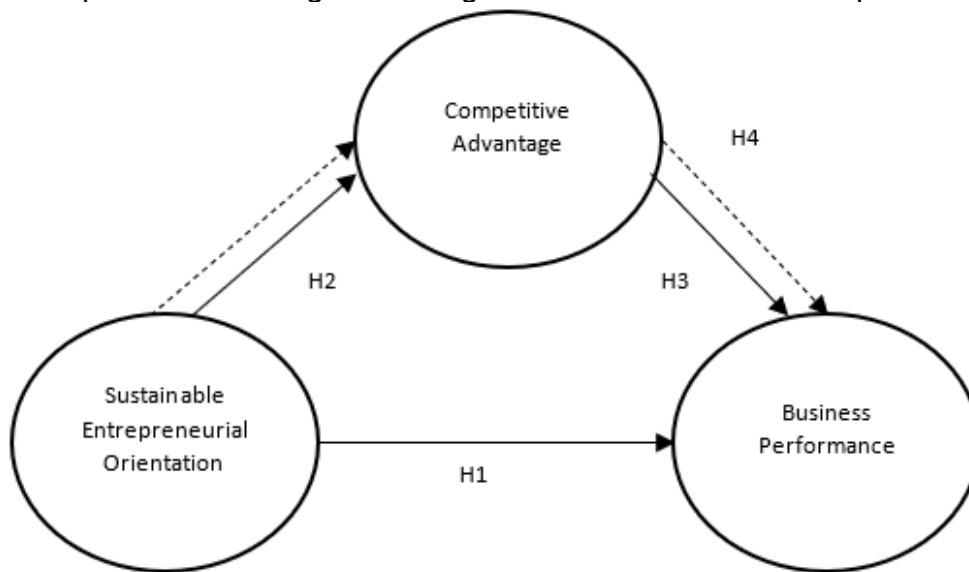 Competitive
Advantage
H4
H2
H3
Sustainable
Entrepreneurial
Orientation
Business
Performance
H1